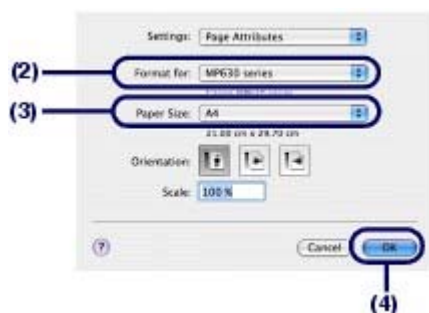 Settings: Page Attributes
(2) Format for: MP630 series
(3) Paper Size: A4
21.00 cm x 29.70 cm
Orientation:
Scale: 100 %
? Cancel OK
(4)